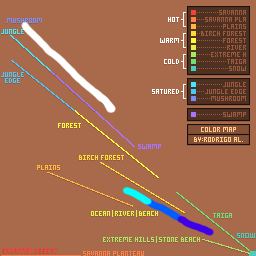 MUSHROOM
JUNGLE
JUNGLE
EDGE
FOREST
SWAMP
BIRCH FOREST
PLAINS
OCEAN|RIVER|BEACH
TAIGA
SNOW
EXTREME HILLS|STONE BEACH
SAVANNA PLANTEAU
HOT
WARM
COLD
SATURED
SAVANNA
SAVANNA PLA
PLAINS
BIRCH FOREST
FOREST
RIVER
EXTREME H
TAIGA
SNOW
JUNGLE
JUNGLE EDGE
MUSHROOM
SWAMP
COLOR MAP
BY:RODRIGO AL.